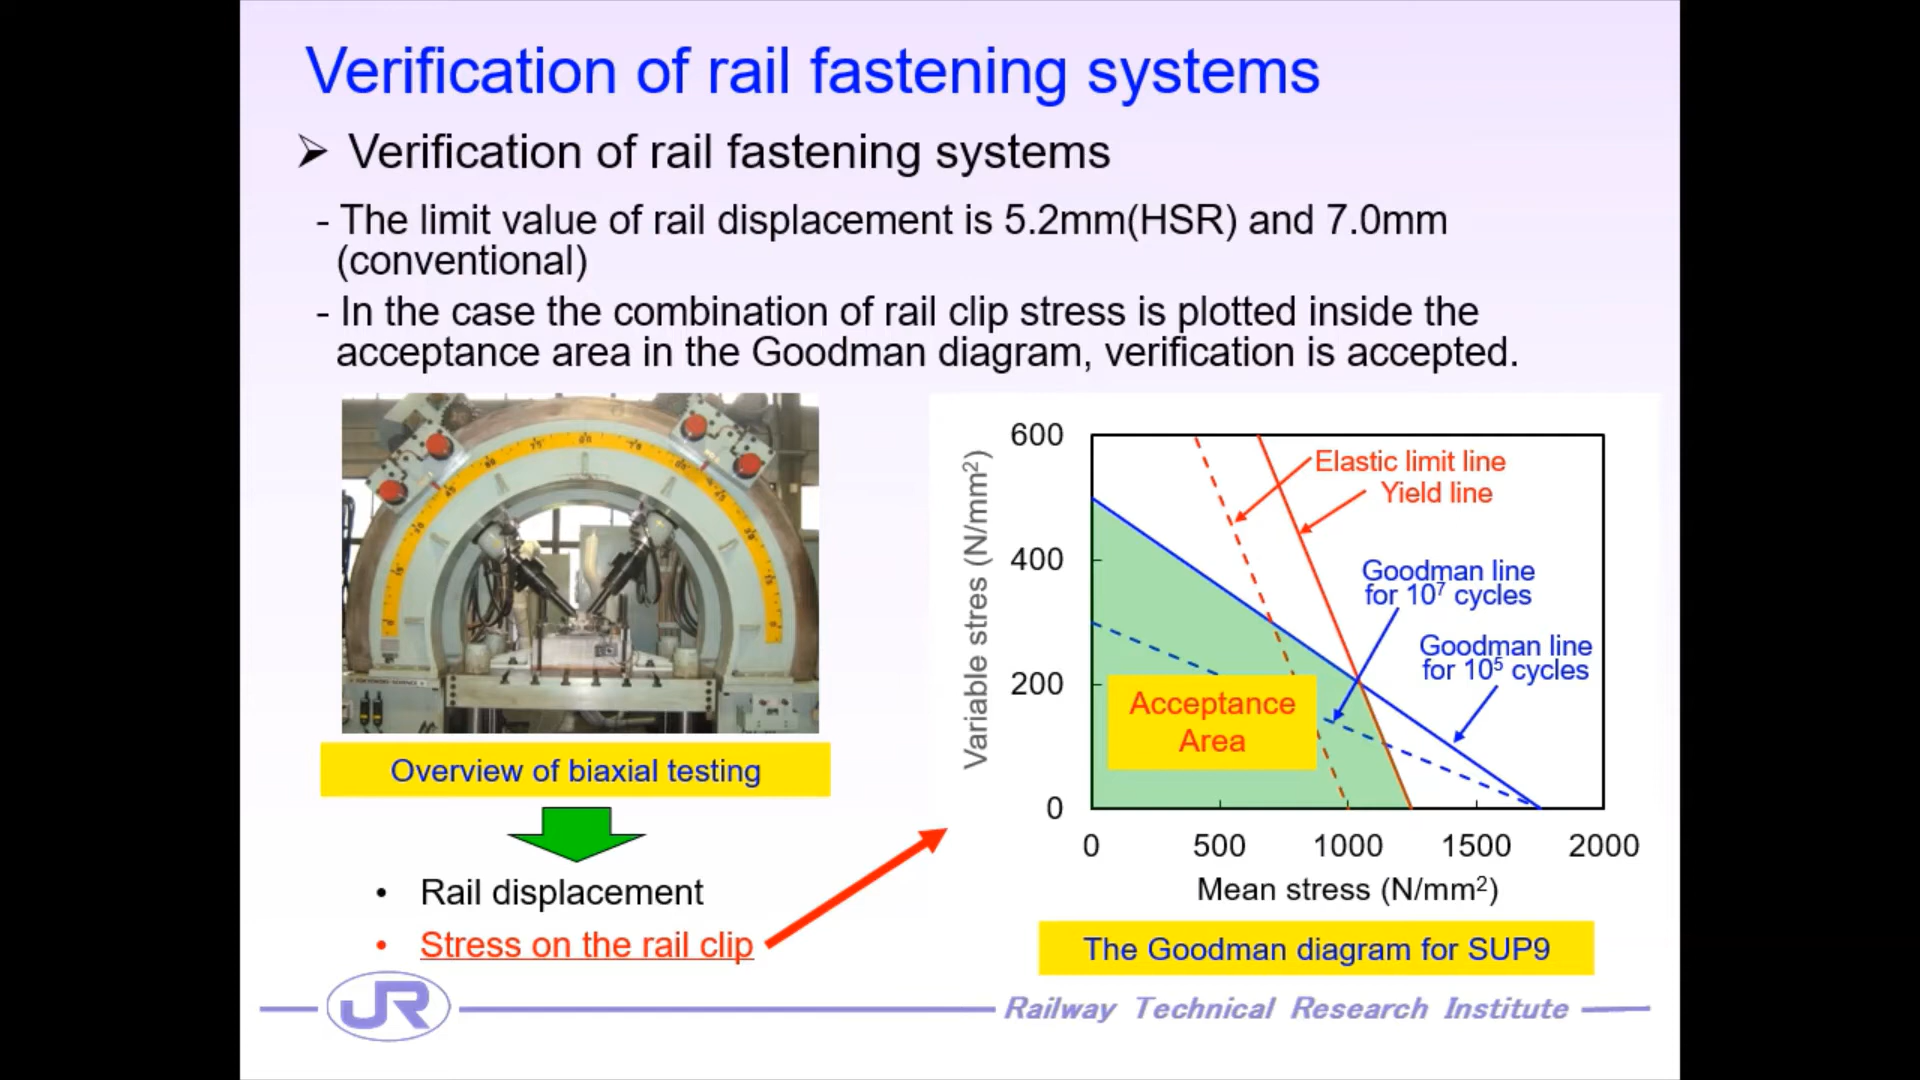 Verification of rail fastening systems
➢ Verification of rail fastening systems
- The limit value of rail displacement is 5.2mm(HSR) and 7.0mm
(conventional)
- In the case the combination of rail clip stress is plotted inside the
acceptance area in the Goodman diagram, verification is accepted.
Overview of biaxial testing
• Rail displacement
• Stress on the rail clip
600
400
200
0
Variable stres (N/mm²)
Elastic limit line
Yield line
Goodman line
for 10⁷ cycles
Goodman line
for 10⁵ cycles
Acceptance
Area
0 500 1000 1500 2000
Mean stress (N/mm²)
The Goodman diagram for SUP9
JR
Railway Technical Research Institute